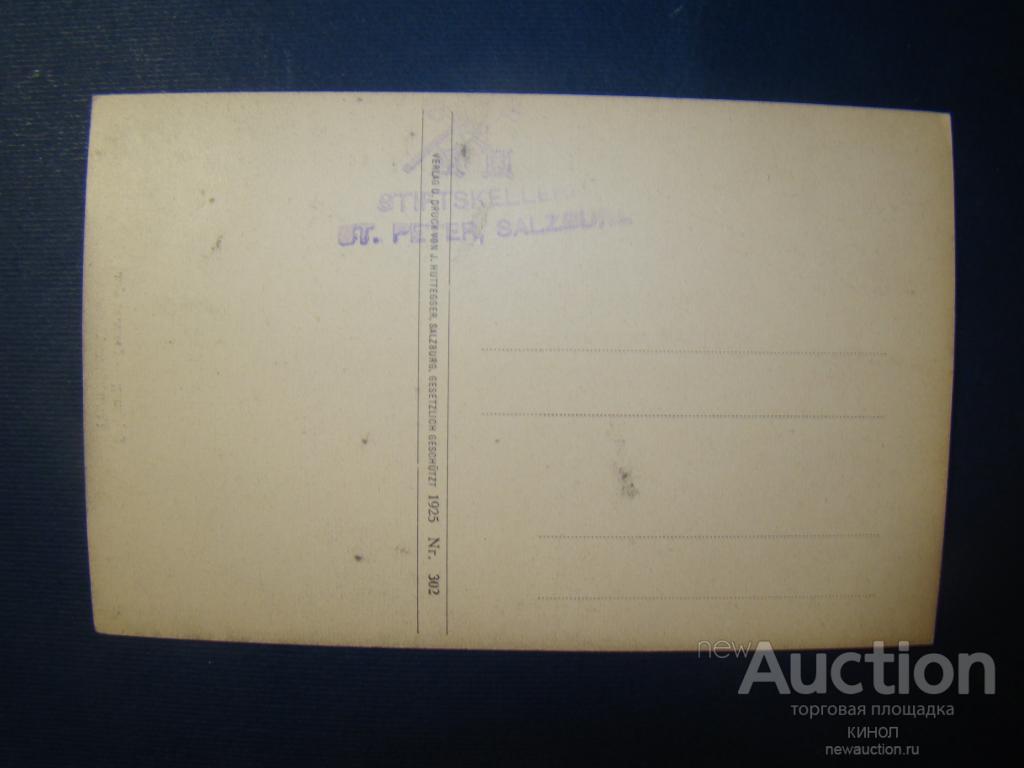 STIFTSKELLER
ST. PETER, SALZBURG
VERLAG U. DRUCK VON J. HUTTEGGER, SALZBURG. GESETZLICH GESCHÜTZT 1925 Nr. 302
newAuction
торговая площадка
КИНОЛ
newauction.ru